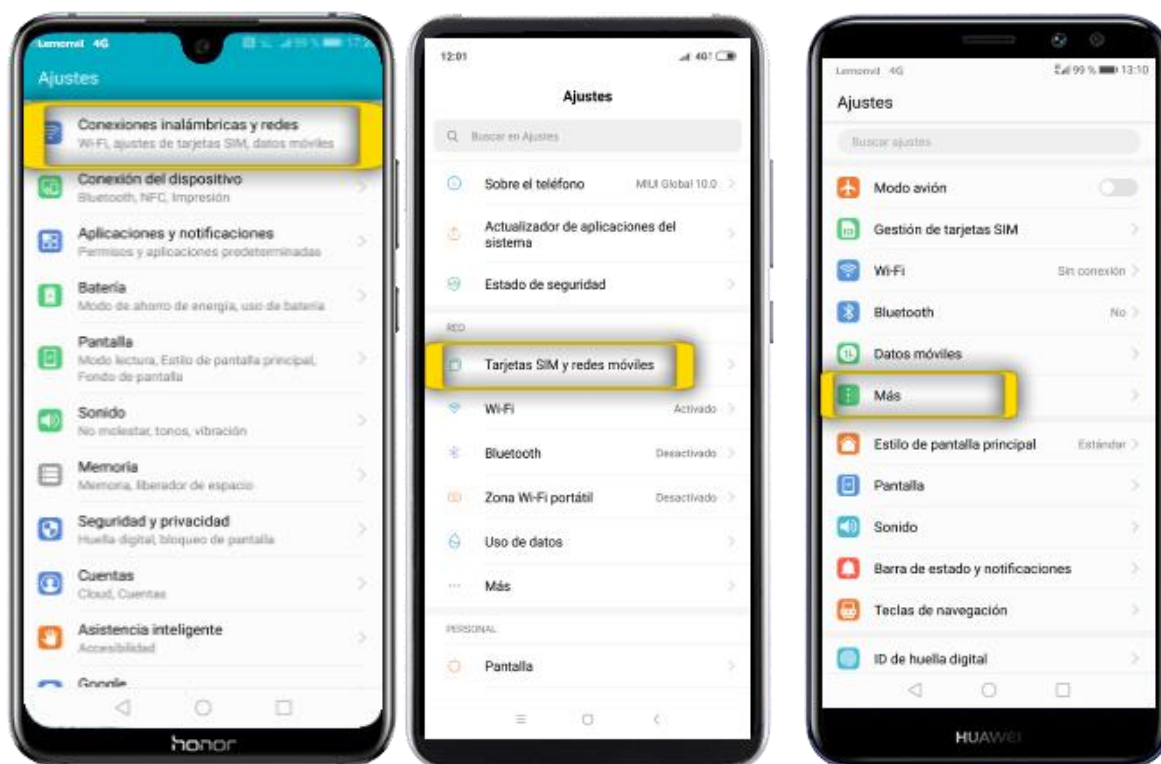 Lemonvil 4G
Ajustes
Conexiones inalámbricas y redes
Wi-Fi, ajustes de tarjetas SIM, datos móviles
Conexión del dispositivo
Bluetooth, NFC, Impresión
Aplicaciones y notificaciones
Permisos y aplicaciones predeterminadas
Batería
Modo de ahorro de energía, uso de batería
Pantalla
Modo lectura, Estilo de pantalla principal,
Fondo de pantalla
Sonido
No molestar, tonos, vibración
Memoria
Memoria, liberador de espacio
Seguridad y privacidad
Huella digital, bloqueo de pantalla
Cuentas
Cloud, Cuentas
Asistencia inteligente
Accesibilidad
Google
honor
12:01
Ajustes
Buscar en Ajustes
Sobre el teléfono MIUI Global 10.0
Actualizador de aplicaciones del
sistema
Estado de seguridad
RED
Tarjetas SIM y redes móviles
Wi-Fi Activado
Bluetooth Desactivado
Zona Wi-Fi portátil Desactivado
Uso de datos
Más
PERSONAL
Pantalla
Lemonvil 4G 99 % 13:10
Ajustes
Buscar ajustes
Modo avión
Gestión de tarjetas SIM
Wi-Fi Sin conexión
Bluetooth No
Datos móviles
Más
Estilo de pantalla principal Estándar
Pantalla
Sonido
Barra de estado y notificaciones
Teclas de navegación
ID de huella digital
HUAWEI